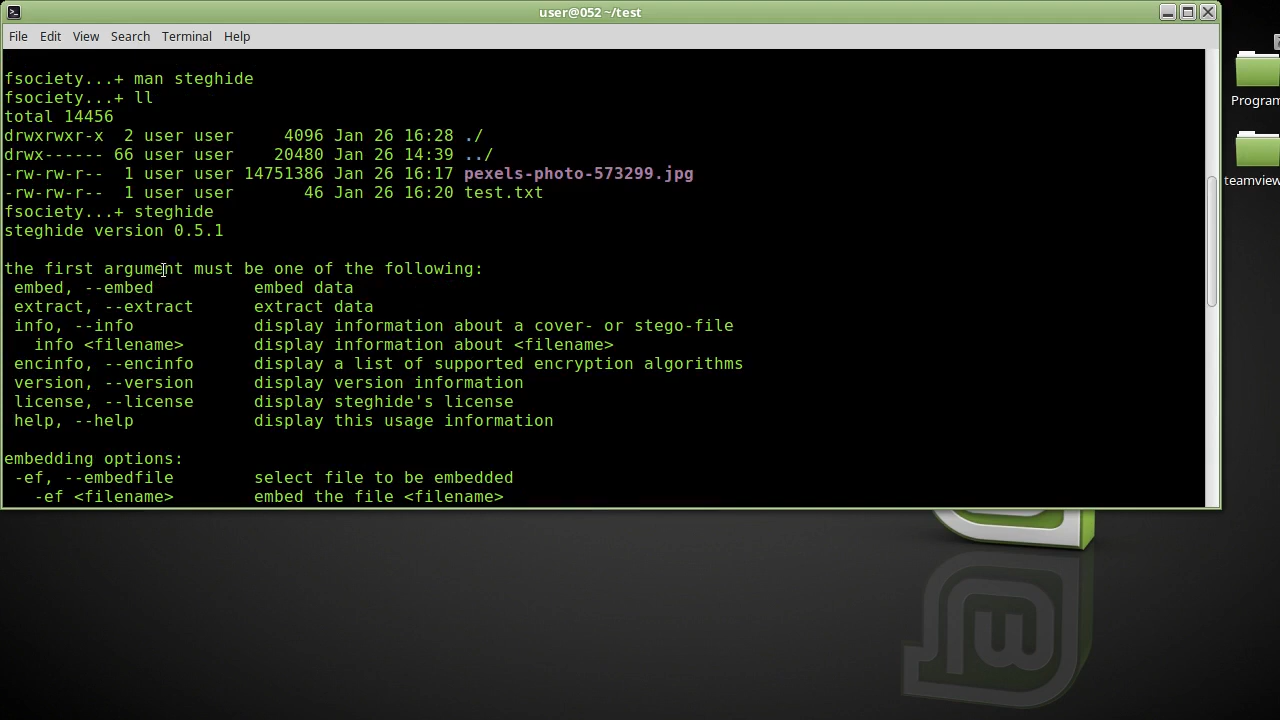 user@052 ~/test
File Edit View Search Terminal Help
fsociety...+ man steghide
fsociety...+ ll
total 14456
drwxrwxr-x  2 user user     4096 Jan 26 16:28 ./
drwx------ 66 user user    20480 Jan 26 14:39 ../
-rw-rw-r--  1 user user 14751386 Jan 26 16:17 pexels-photo-573299.jpg
-rw-rw-r--  1 user user       46 Jan 26 16:20 test.txt
fsociety...+ steghide
steghide version 0.5.1
the first argument must be one of the following:
 embed, --embed          embed data
 extract, --extract      extract data
 info, --info            display information about a cover- or stego-file
   info <filename>       display information about <filename>
 encinfo, --encinfo      display a list of supported encryption algorithms
 version, --version      display version information
 license, --license      display steghide's license
 help, --help            display this usage information
embedding options:
 -ef, --embedfile        select file to be embedded
   -ef <filename>        embed the file <filename>
Program
teamview